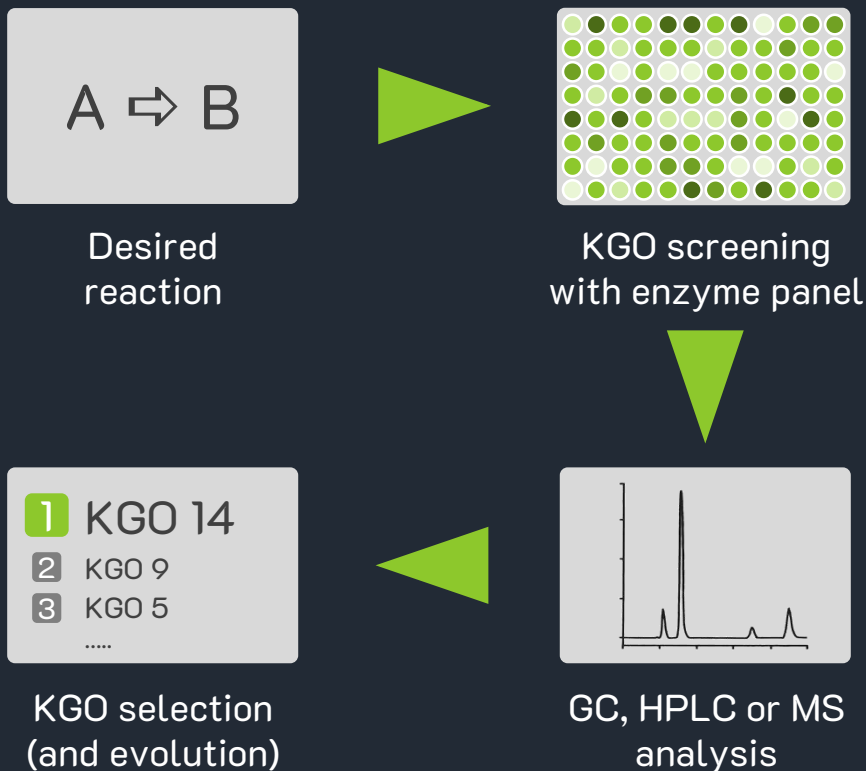 A ⇨ B
Desired
reaction
KGO screening
with enzyme panel
GC, HPLC or MS
analysis
1 KGO 14
2 KGO 9
3 KGO 5
.....
KGO selection
(and evolution)